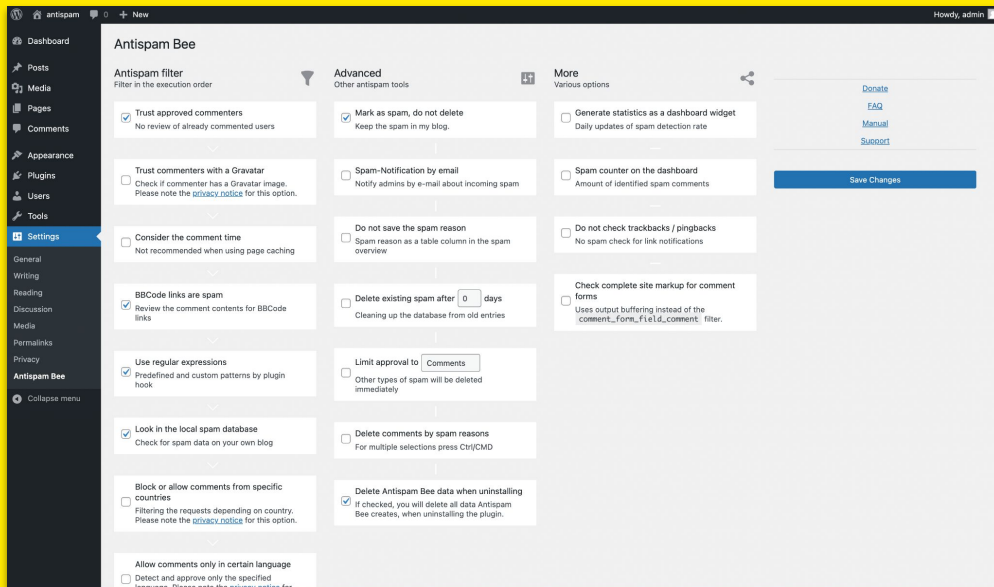 antispam
0
New
Howdy, admin
Dashboard
Posts
Media
Pages
Comments
Appearance
Plugins
Users
Tools
Settings
General
Writing
Reading
Discussion
Media
Permalinks
Privacy
Antispam Bee
Collapse menu
Antispam Bee
Antispam filter
Filter in the execution order
Trust approved commenters
No review of already commented users
Trust commenters with a Gravatar
Check if commenter has a Gravatar image.
Please note the privacy notice for this option.
Consider the comment time
Not recommended when using page caching
BBCode links are spam
Review the comment contents for BBCode
links
Use regular expressions
Predefined and custom patterns by plugin
hook
Look in the local spam database
Check for spam data on your own blog
Block or allow comments from specific
countries
Filtering the requests depending on country.
Please note the privacy notice for this option.
Allow comments only in certain language
Detect and approve only the specified
language. Please note the privacy notice for
Advanced
Other antispam tools
Mark as spam, do not delete
Keep the spam in my blog.
Spam-Notification by email
Notify admins by e-mail about incoming spam
Do not save the spam reason
Spam reason as a table column in the spam
overview
Delete existing spam after 0 days
Cleaning up the database from old entries
Limit approval to Comments
Other types of spam will be deleted
immediately
Delete comments by spam reasons
For multiple selections press Ctrl/CMD
Delete Antispam Bee data when uninstalling
If checked, you will delete all data Antispam
Bee creates, when uninstalling the plugin.
More
Various options
Generate statistics as a dashboard widget
Daily updates of spam detection rate
Spam counter on the dashboard
Amount of identified spam comments
Do not check trackbacks / pingbacks
No spam check for link notifications
Check complete site markup for comment
forms
Uses output buffering instead of the
comment_form_field_comment filter.
Donate
FAQ
Manual
Support
Save Changes